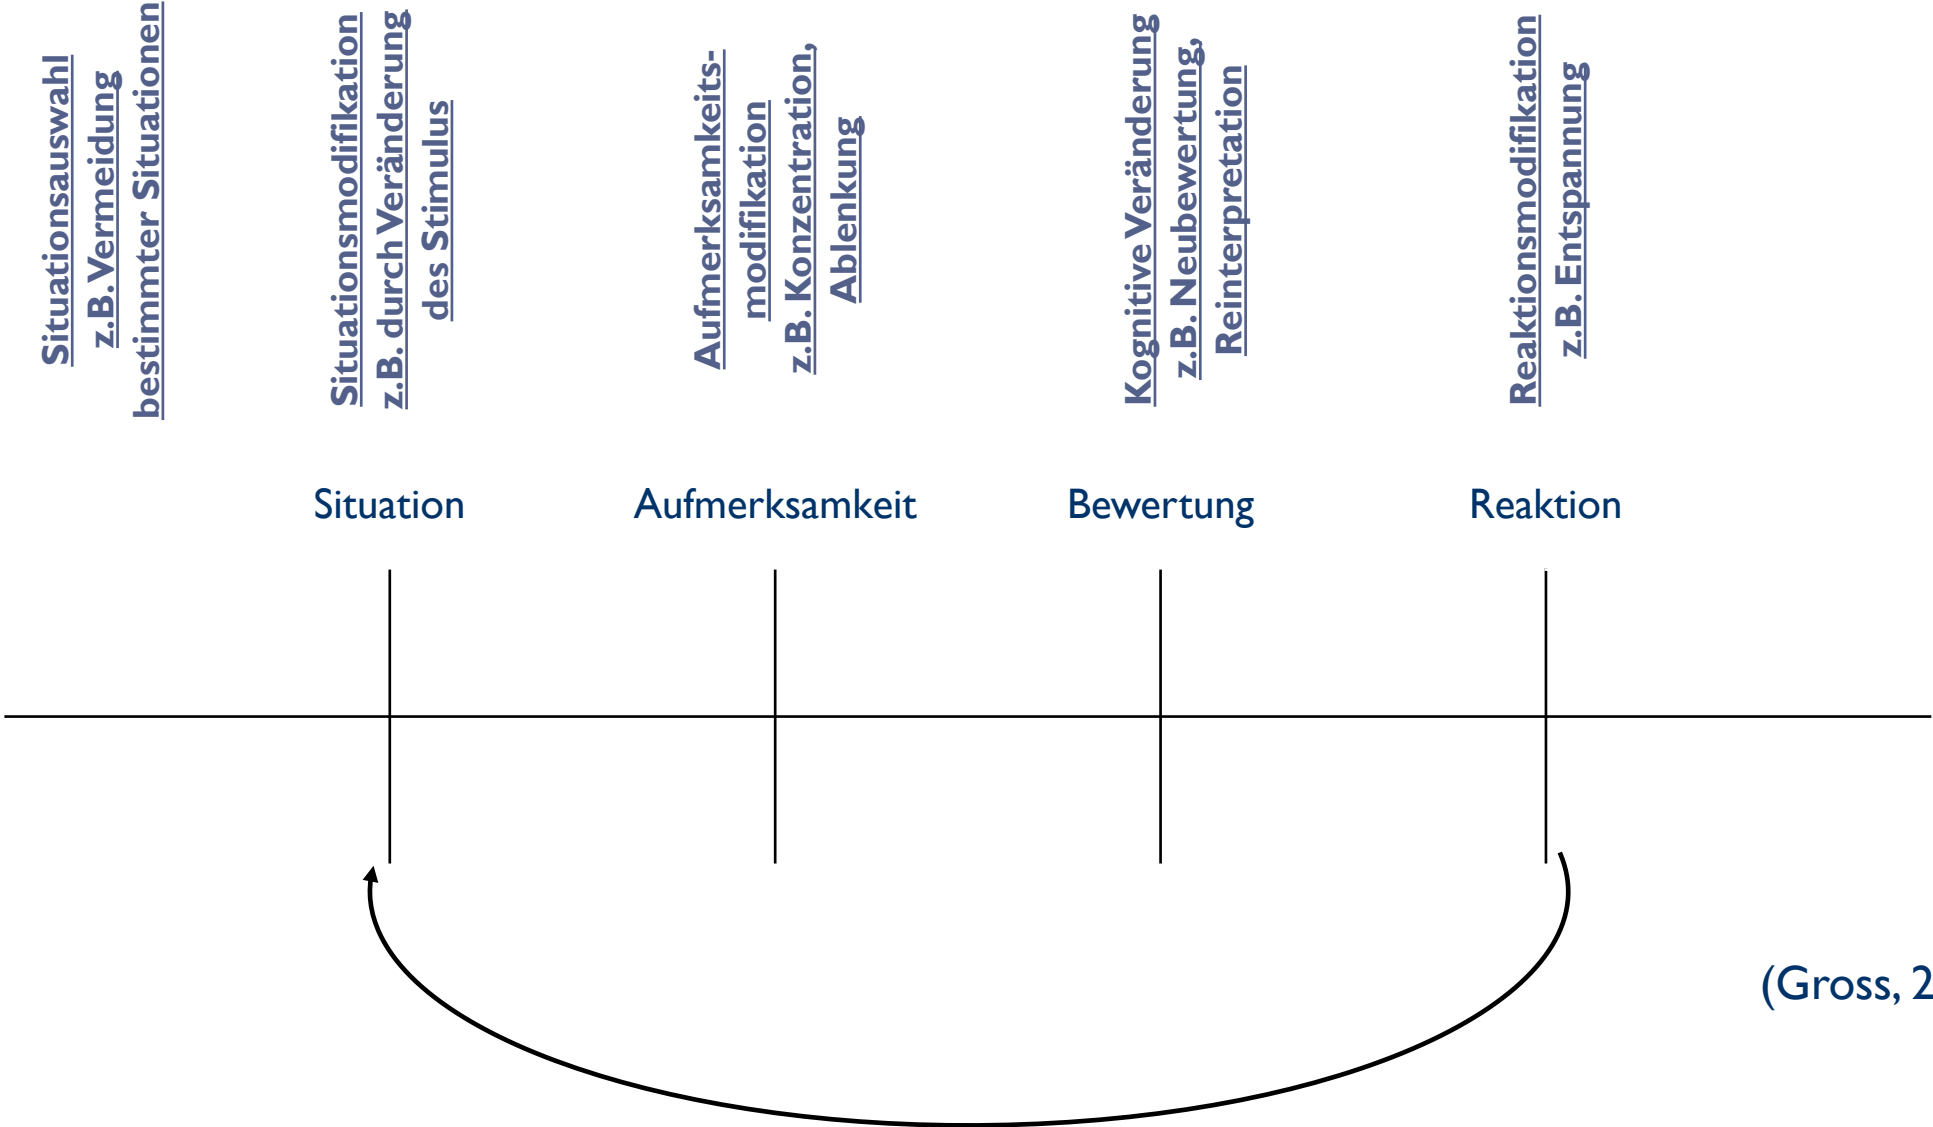 Situationsauswahl
z.B. Vermeidung
bestimmter Situationen
Situationsmodifikation
z.B. durch Veränderung
des Stimulus
Aufmerksamkeits-
modifikation
z.B. Konzentration,
Ablenkung
Kognitive Veränderung
z.B. Neubewertung,
Reinterpretation
Reaktionsmodifikation
z.B. Entspannung
Situation
Aufmerksamkeit
Bewertung
Reaktion
(Gross, 2